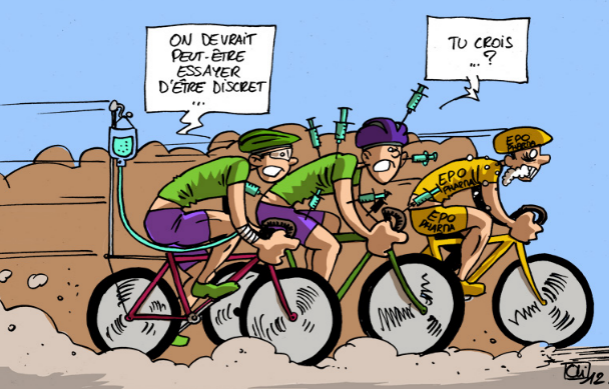 ON DEVRAIT
PEUT-ÊTRE
ESSAYER
D'ÊTRE DISCRET
...
TU CROIS
...?
EPO
PHARMA
EPO
PHARMA
EPO
PHARMA